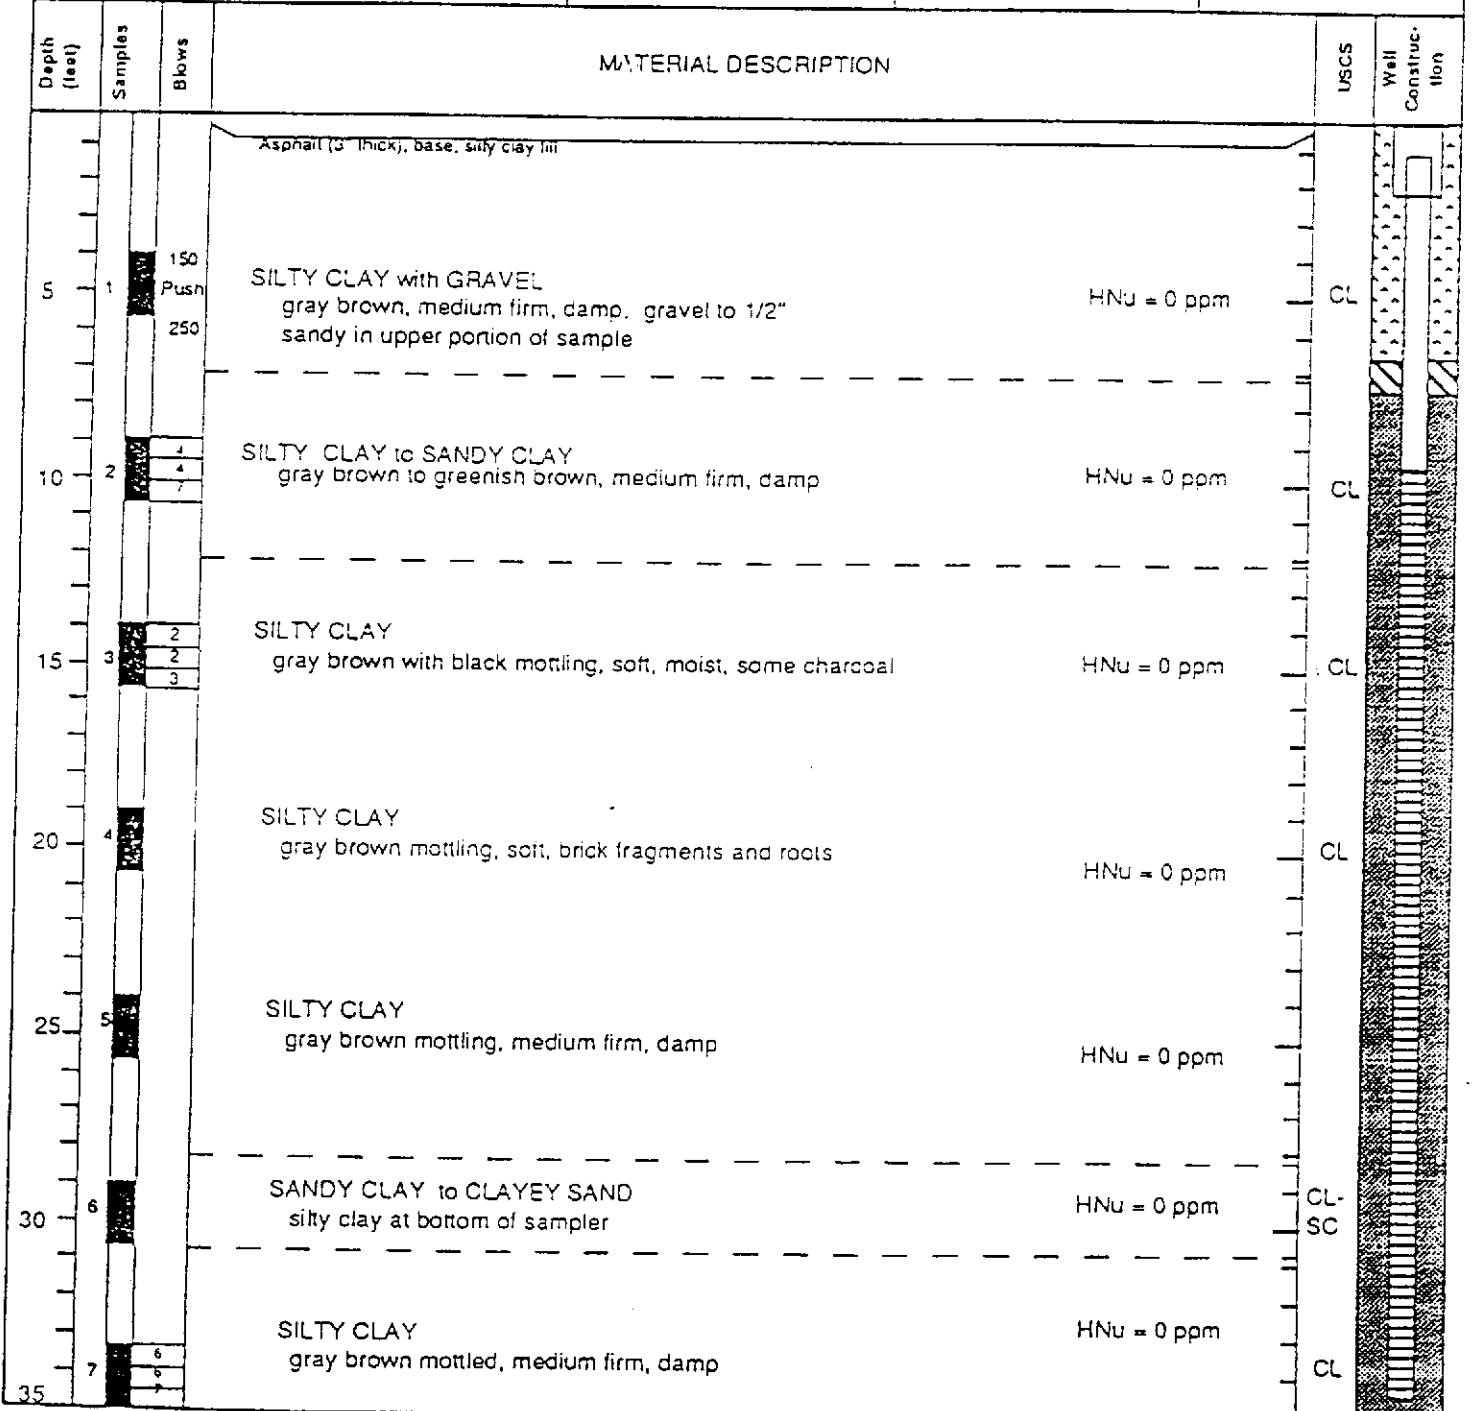 Depth (feet)
Samples
Blows
MATERIAL DESCRIPTION
USCS
Well Construc-tion
Asphalt (3" thick), base, silty clay fill
150
5 1 Push SILTY CLAY with GRAVEL HNu = 0 ppm CL
gray brown, medium firm, damp, gravel to 1/2"
250
sandy in upper portion of sample
4
SILTY CLAY to SANDY CLAY
10 2 4 gray brown to greenish brown, medium firm, damp HNu = 0 ppm CL
7
2
SILTY CLAY
15 3 2 gray brown with black mottling, soft, moist, some charcoal HNu = 0 ppm CL
3
SILTY CLAY
20 4 gray brown mottling, soft, brick fragments and roots CL
HNu = 0 ppm
SILTY CLAY
25 5 gray brown mottling, medium firm, damp
HNu = 0 ppm
SANDY CLAY to CLAYEY SAND CL-
6 HNu = 0 ppm
30 silty clay at bottom of sampler SC
SILTY CLAY HNu = 0 ppm
6
7 6 gray brown mottled, medium firm, damp CL
35